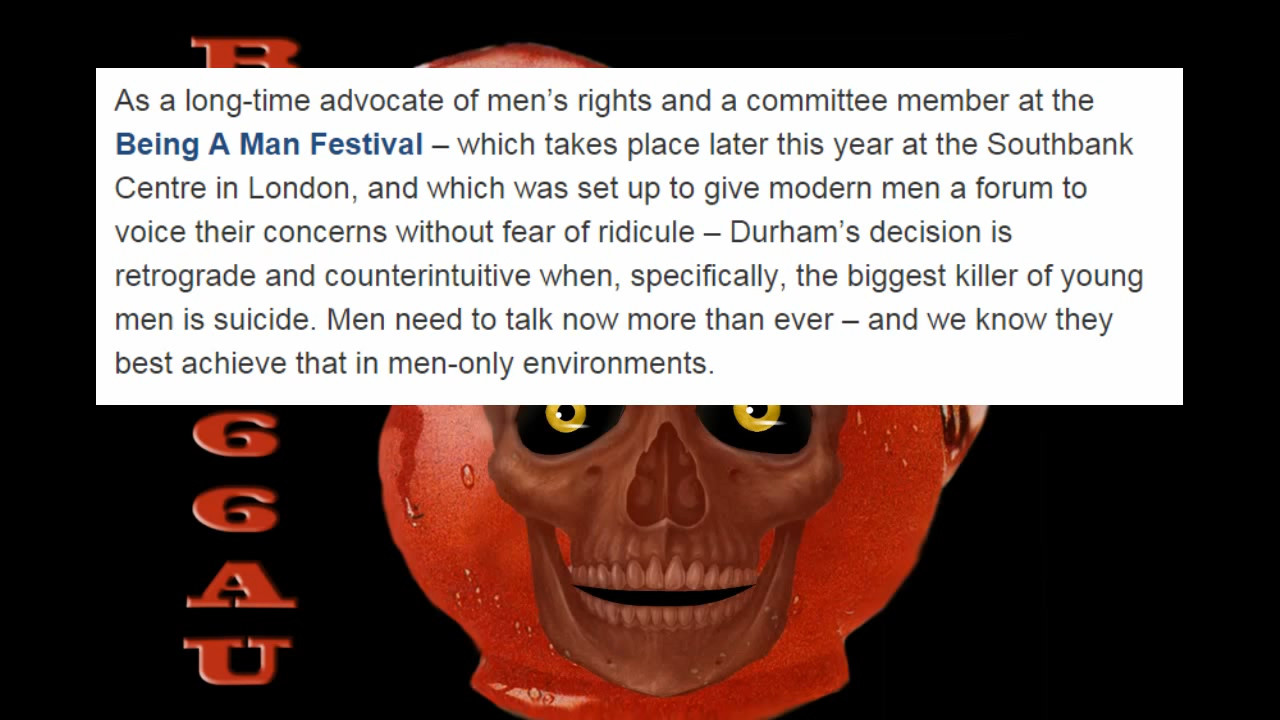 R
As a long-time advocate of men’s rights and a committee member at the
Being A Man Festival – which takes place later this year at the Southbank
Centre in London, and which was set up to give modern men a forum to
voice their concerns without fear of ridicule – Durham’s decision is
retrograde and counterintuitive when, specifically, the biggest killer of young
men is suicide. Men need to talk now more than ever – and we know they
best achieve that in men-only environments.
6
6
A
U